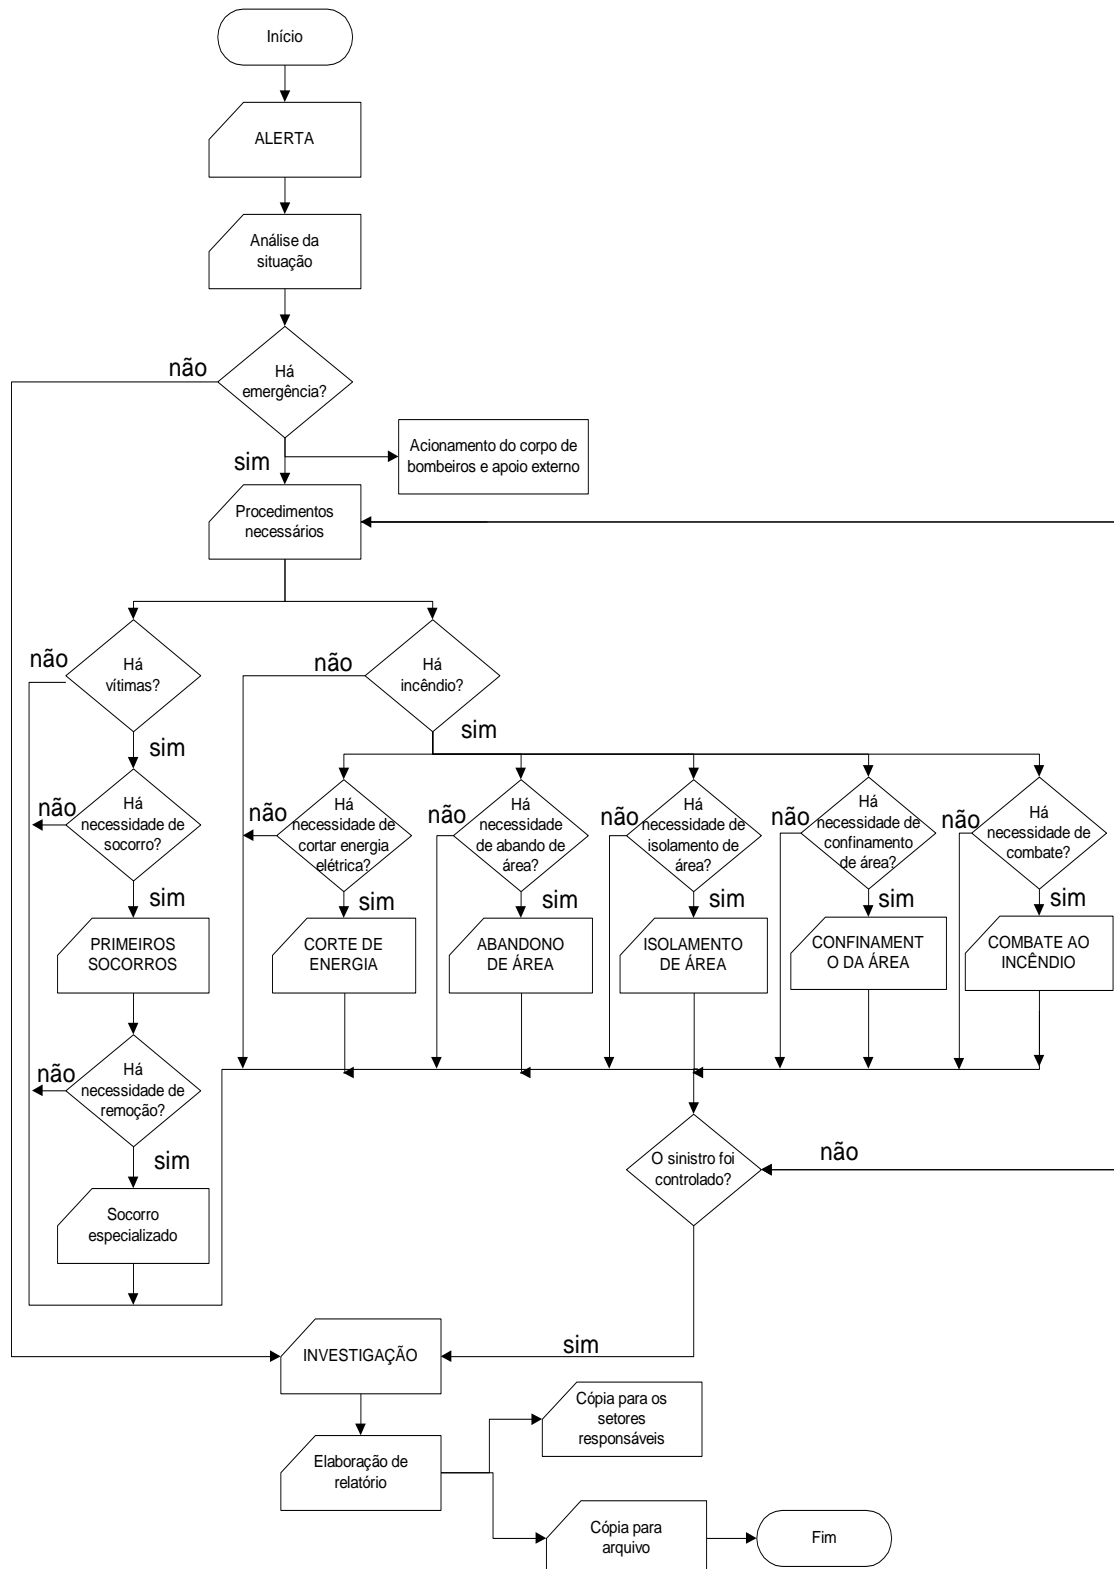 Início
ALERTA
Análise da
situação
não
Há
emergência?
Acionamento do corpo de
bombeiros e apoio externo
sim
Procedimentos
necessários
não
Há
vítimas?
não
Há
incêndio?
sim
sim
não
Há
necessidade de
socorro?
não
Há
necessidade de
cortar energia
elétrica?
não
Há
necessidade
de abando de
área?
não
Há
necessidade de
isolamento de
área?
não
Há
necessidade de
confinamento
de área?
não
Há
necessidade de
combate?
sim
sim
sim
sim
sim
sim
PRIMEIROS
SOCORROS
CORTE DE
ENERGIA
ABANDONO
DE ÁREA
ISOLAMENTO
DE ÁREA
CONFINAMENT
O DA ÁREA
COMBATE AO
INCÊNDIO
não
Há
necessidade de
remoção?
sim
O sinistro foi
controlado?
não
Socorro
especializado
INVESTIGAÇÃO
sim
Cópia para os
setores
responsáveis
Elaboração de
relatório
Cópia para
arquivo
Fim